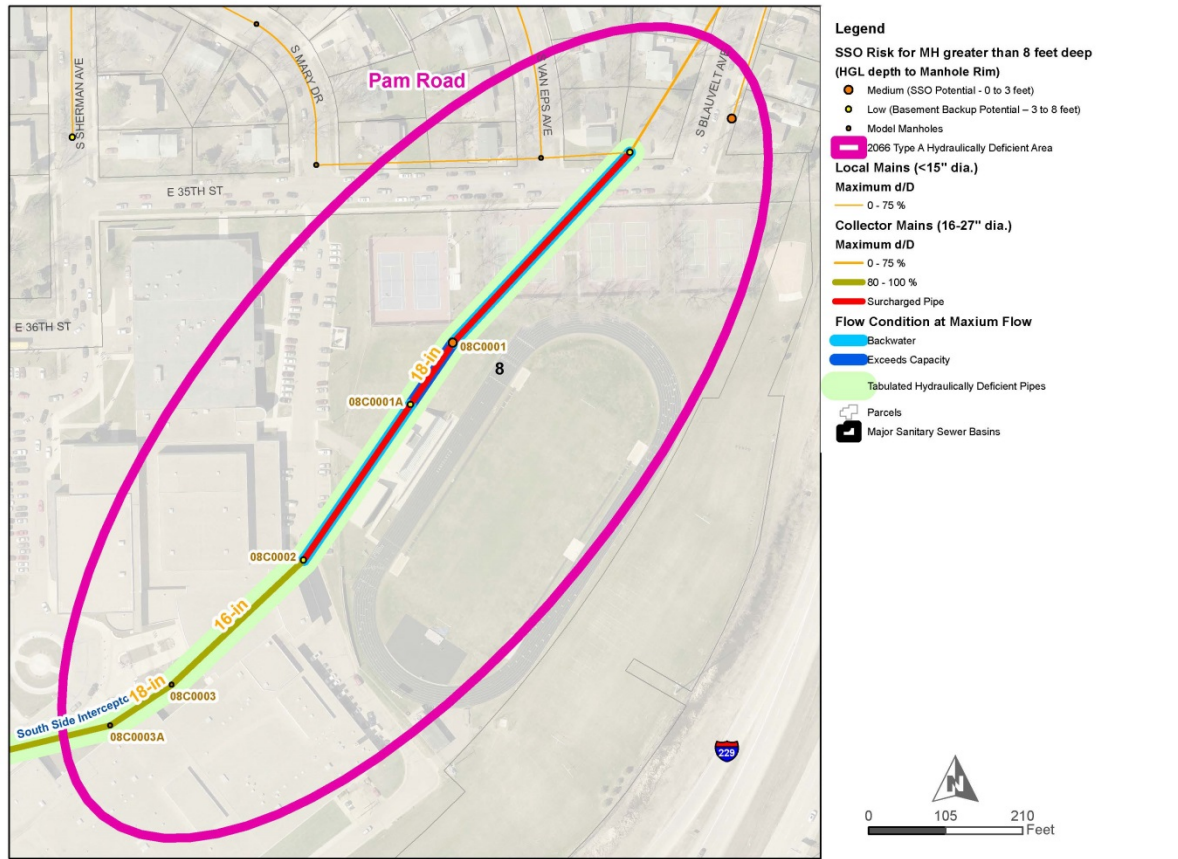 Pam Road
S SHERMAN AVE
S MARY DR
S VAN EPS AVE
S BLAUVELT AVE
E 35TH ST
E 36TH ST
18-in
08C0001
8
08C0001A
08C0002
16-in
18-in
08C0003
South Side Intercepto
08C0003A
229
Legend
SSO Risk for MH greater than 8 feet deep
(HGL depth to Manhole Rim)
Medium (SSO Potential - 0 to 3 feet)
Low (Basement Backup Potential – 3 to 8 feet)
Model Manholes
2066 Type A Hydraulically Deficient Area
Local Mains (<15" dia.)
Maximum d/D
0 - 75 %
Collector Mains (16-27" dia.)
Maximum d/D
0 - 75 %
80 - 100 %
Surcharged Pipe
Flow Condition at Maxium Flow
Backwater
Exceeds Capacity
Tabulated Hydraulically Deficient Pipes
Parcels
Major Sanitary Sewer Basins
N
0 105 210
Feet